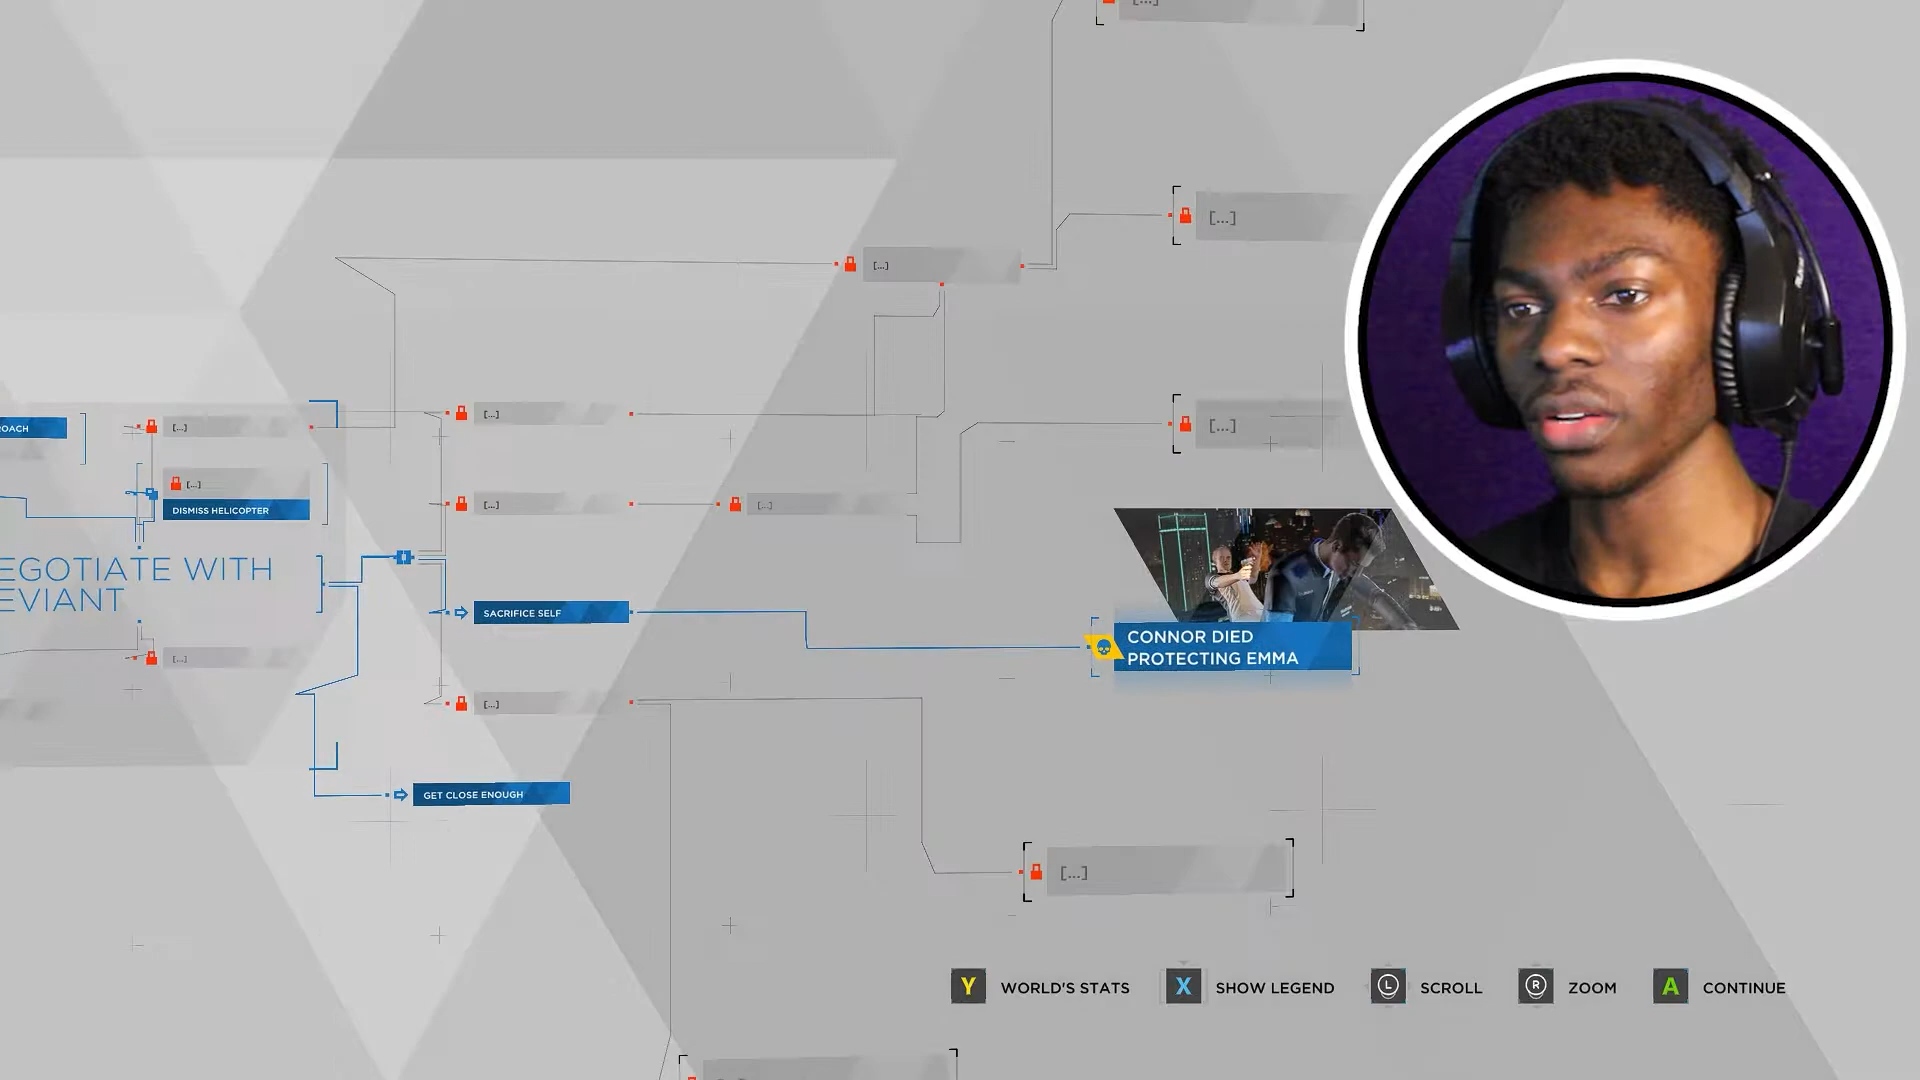 [...]
[...]
[...]
ROACH
[...]
[...]
[...]
[...]
DISMISS HELICOPTER
[...]
[...]
EGOTIATE WITH
EVIANT
SACRIFICE SELF
CONNOR DIED
PROTECTING EMMA
[...]
[...]
GET CLOSE ENOUGH
[...]
Y WORLD'S STATS X SHOW LEGEND L SCROLL R ZOOM A CONTINUE